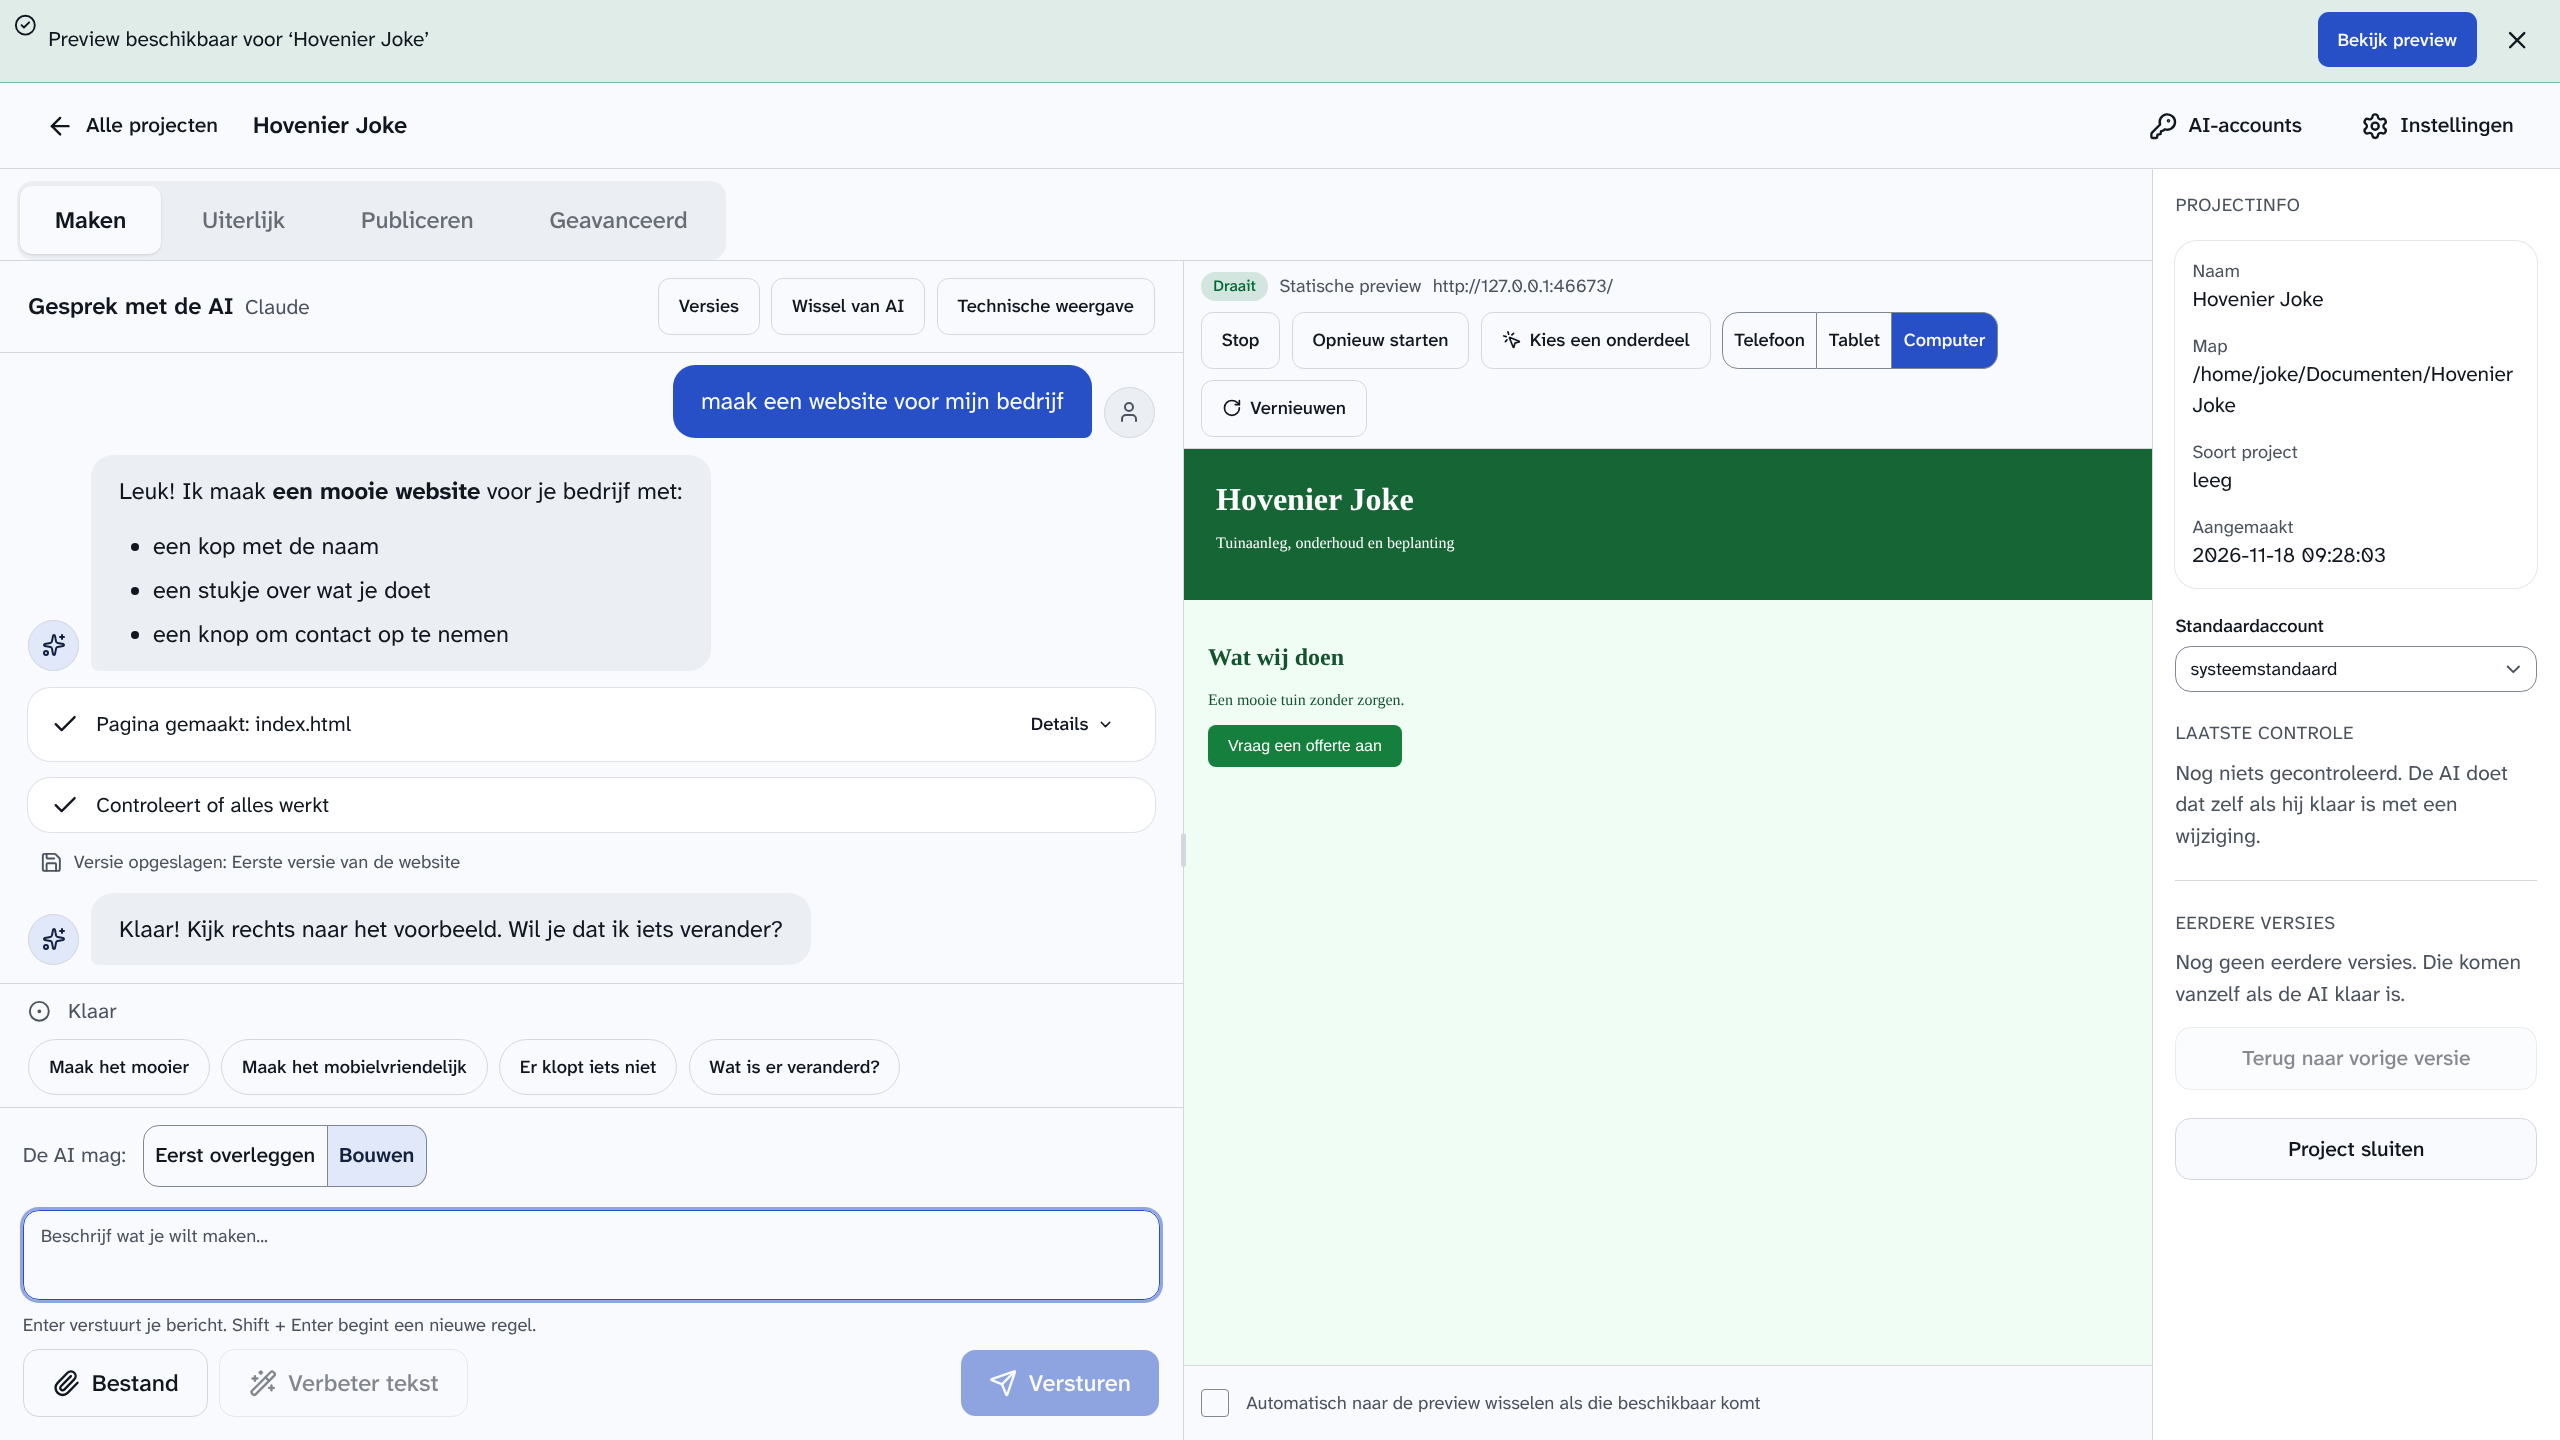 Preview beschikbaar voor ‘Hovenier Joke’
Bekijk preview
Alle projecten
Hovenier Joke
AI-accounts
Instellingen
Maken
Uiterlijk
Publiceren
Geavanceerd
Gesprek met de AI Claude
Versies
Wissel van AI
Technische weergave
maak een website voor mijn bedrijf
Leuk! Ik maak een mooie website voor je bedrijf met:
• een kop met de naam
• een stukje over wat je doet
• een knop om contact op te nemen
Pagina gemaakt: index.html
Details
Controleert of alles werkt
Versie opgeslagen: Eerste versie van de website
Klaar! Kijk rechts naar het voorbeeld. Wil je dat ik iets verander?
Klaar
Maak het mooier
Maak het mobielvriendelijk
Er klopt iets niet
Wat is er veranderd?
De AI mag:
Eerst overleggen
Bouwen
Beschrijf wat je wilt maken...
Enter verstuurt je bericht. Shift + Enter begint een nieuwe regel.
Bestand
Verbeter tekst
Versturen
Draait
Statische preview
http://127.0.0.1:46673/
Stop
Opnieuw starten
Kies een onderdeel
Telefoon
Tablet
Computer
Vernieuwen
Hovenier Joke
Tuinaanleg, onderhoud en beplanting
Wat wij doen
Een mooie tuin zonder zorgen.
Vraag een offerte aan
Automatisch naar de preview wisselen als die beschikbaar komt
PROJECTINFO
Naam
Hovenier Joke
Map
/home/joke/Documenten/Hovenier
Joke
Soort project
leeg
Aangemaakt
2026-11-18 09:28:03
Standaardaccount
systeemstandaard
LAATSTE CONTROLE
Nog niets gecontroleerd. De AI doet
dat zelf als hij klaar is met een
wijziging.
EERDERE VERSIES
Nog geen eerdere versies. Die komen
vanzelf als de AI klaar is.
Terug naar vorige versie
Project sluiten